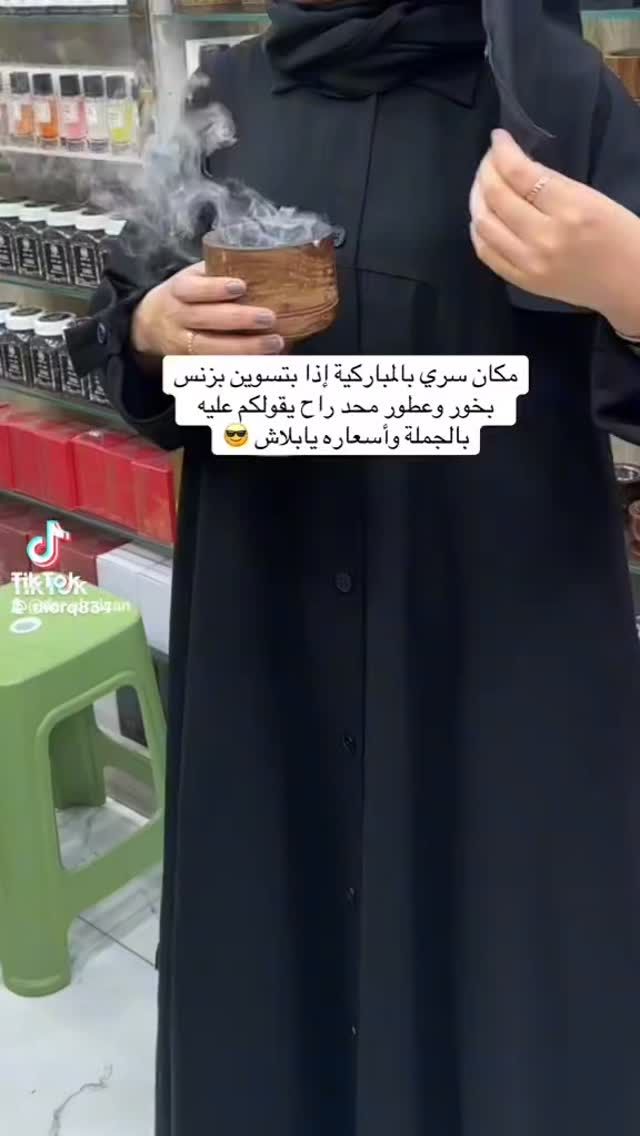 مكان سري بالمباركية إذا بتسوين بزنس
بخور وعطور محد راح يقولكم عليه
بالجملة وأسعاره يابلاش 😎
TikTok